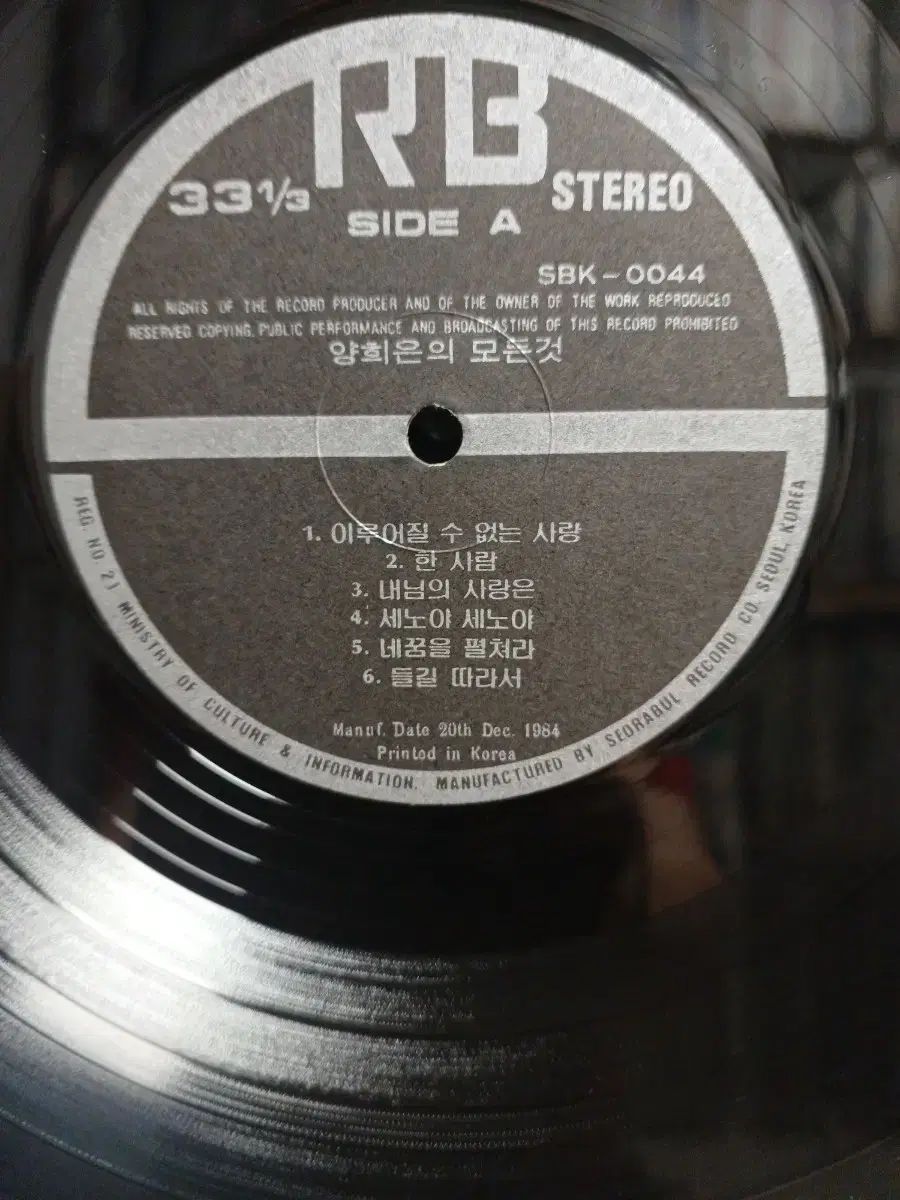 RB
33⅓ STEREO
SIDE A
SBK-0044
ALL RIGHTS OF THE RECORD PRODUCER AND OF THE OWNER OF THE WORK REPRODUCED
RESERVED COPYING. PUBLIC PERFORMANCE AND BROADCASTING OF THIS RECORD PROHIBITED
양희은의 모든것
1. 이루어질 수 없는 사랑
2. 한 사람
3. 내님의 사랑은
4. 세노야 세노야
5. 네꿈을 펼쳐라
6. 들길 따라서
Manuf. Date 20th Dec. 1984
Printed in Korea
REG. NO. 21 MINISTRY OF CULTURE & INFORMATION. MANUFACTURED BY SEORABUL RECORD CO. SEOUL KOREA